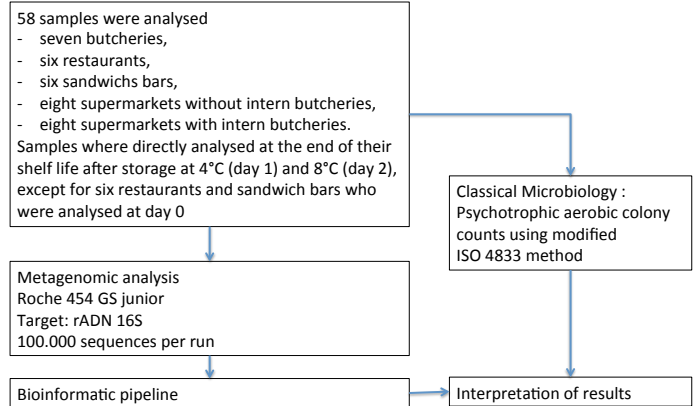 58 samples were analysed
- seven butcheries,
- six restaurants,
- six sandwichs bars,
- eight supermarkets without intern butcheries,
- eight supermarkets with intern butcheries.
Samples where directly analysed at the end of their
shelf life after storage at 4°C (day 1) and 8°C (day 2),
except for six restaurants and sandwich bars who
were analysed at day 0
Classical Microbiology :
Psychotrophic aerobic colony
counts using modified
ISO 4833 method
Metagenomic analysis
Roche 454 GS junior
Target: rADN 16S
100.000 sequences per run
Bioinformatic pipeline
Interpretation of results